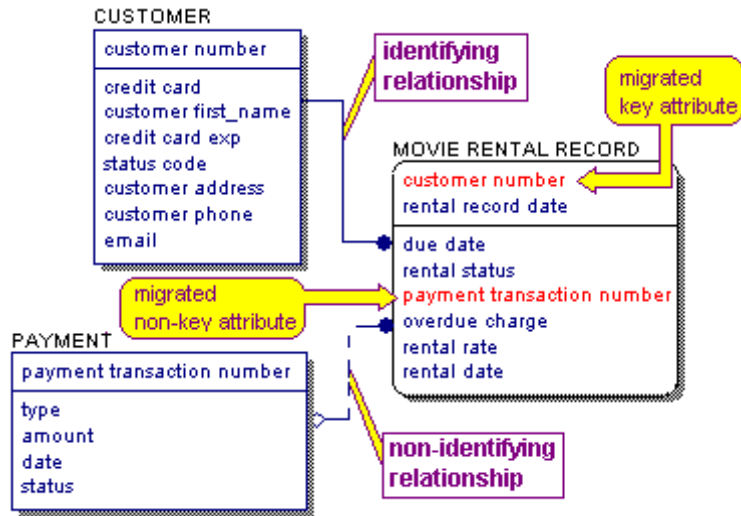 CUSTOMER
customer number
credit card
customer first_name
credit card exp
status code
customer address
customer phone
email
identifying
relationship
migrated
key attribute
MOVIE RENTAL RECORD
customer number
rental record date
due date
rental status
payment transaction number
overdue charge
rental rate
rental date
migrated
non-key attribute
PAYMENT
payment transaction number
type
amount
date
status
non-identifying
relationship